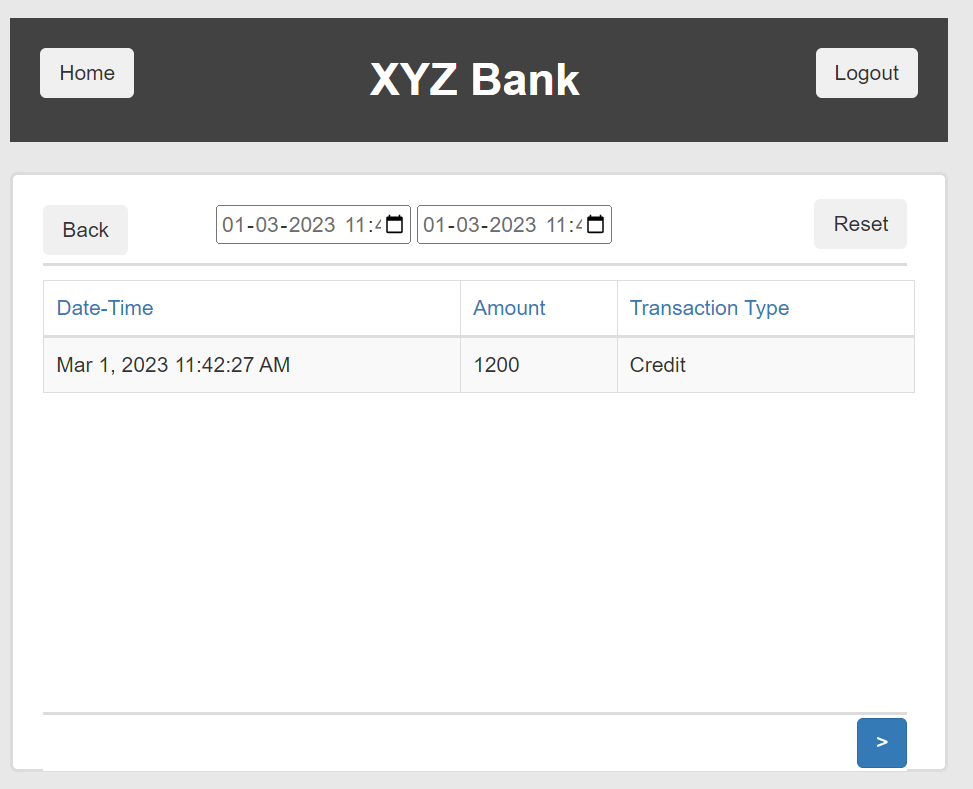 Home XYZ Bank Logout
Back 01-03-2023 11: 01-03-2023 11: Reset
Date-Time Amount Transaction Type
Mar 1, 2023 11:42:27 AM 1200 Credit
>